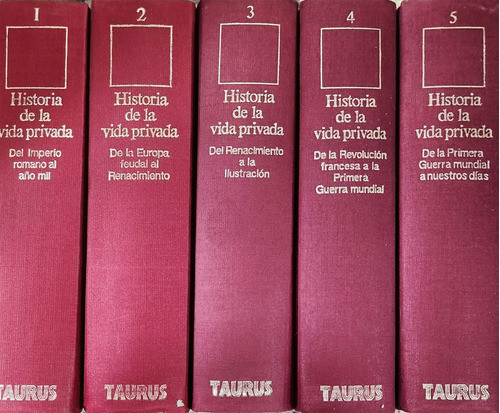 1
Historia
de la
vida privada
Del Imperio
romano al
año mil
TAURUS
2
Historia
de la
vida privada
De la Europa
feudal al
Renacimiento
TAURUS
3
Historia
de la
vida privada
Del Renacimiento
a la
Ilustración
TAURUS
4
Historia
de la
vida privada
De la Revolución
francesa a la
Primera
Guerra mundial
TAURUS
5
Historia
de la
vida privada
De la Primera
Guerra mundial
a nuestros días
TAURUS